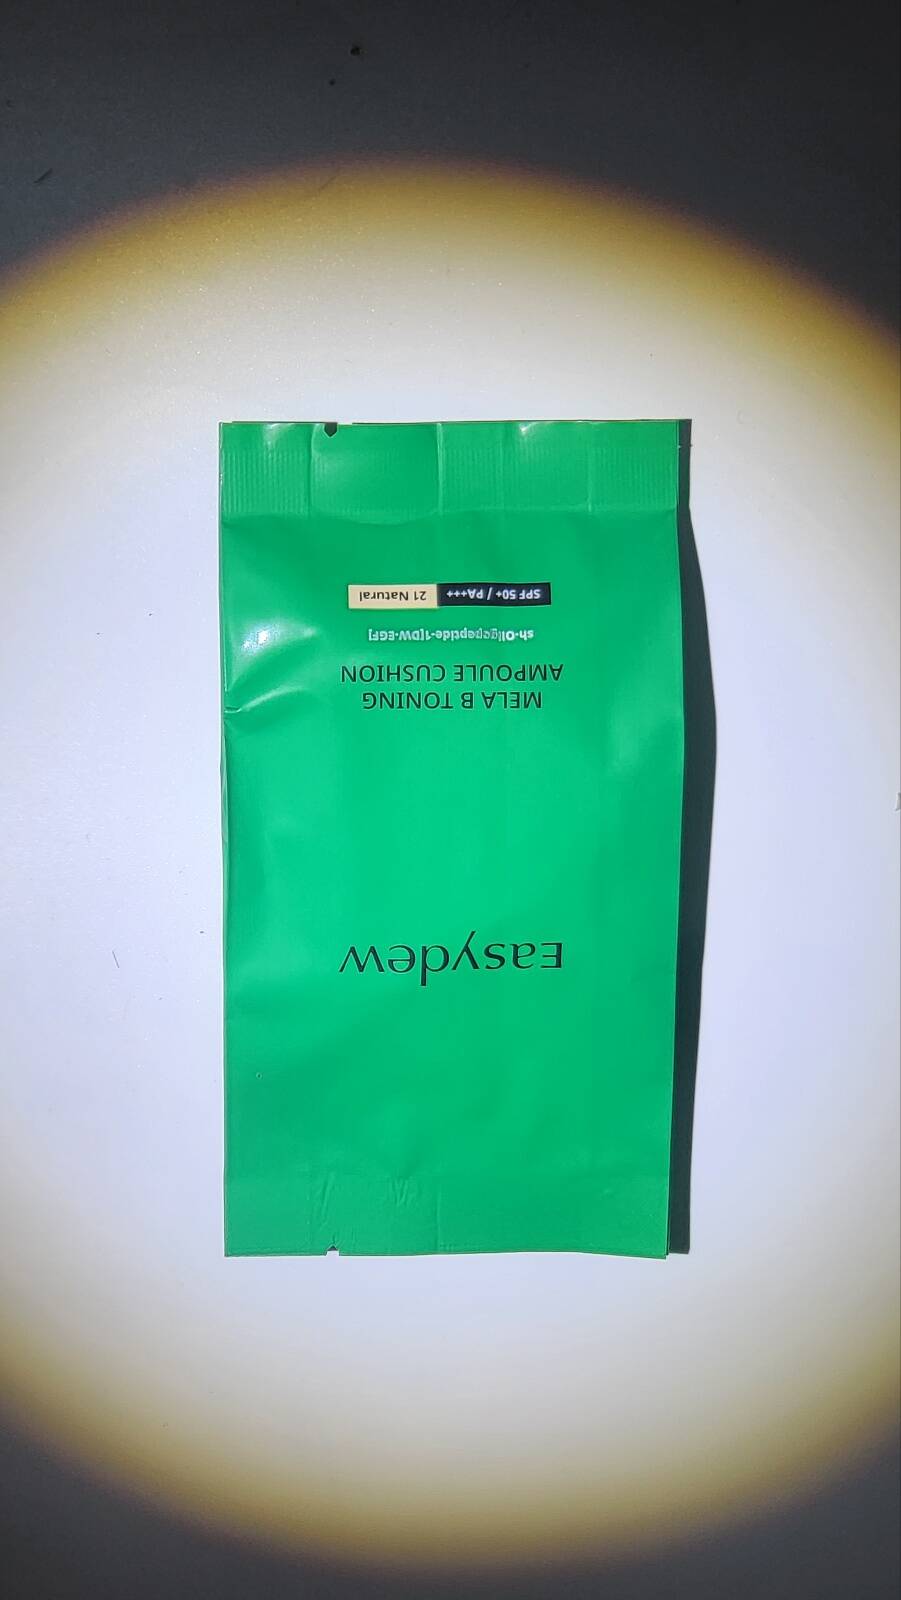 Easydew
MELA B TONING
AMPOULE CUSHION
sh-Oligopeptide-1[DW-EGF]
SPF 50+ / PA+++ 21 Natural